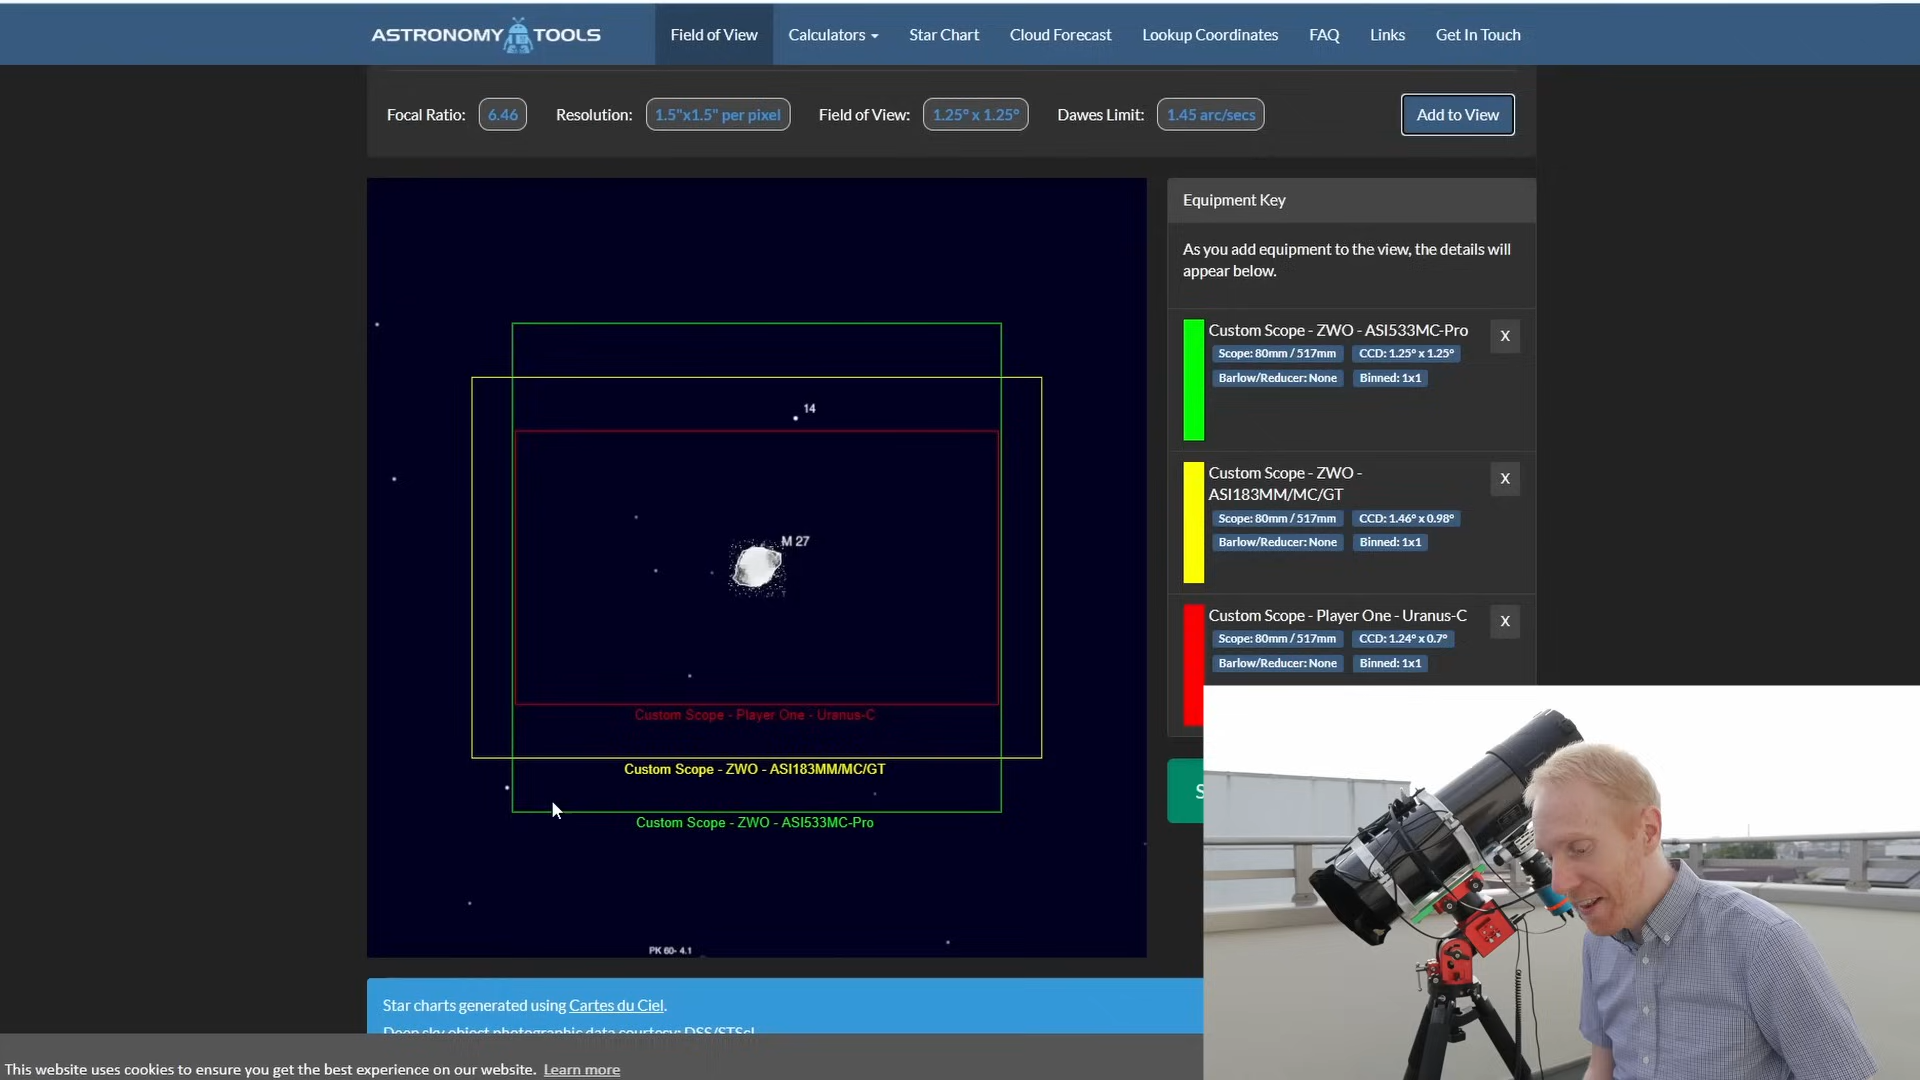 ASTRONOMY TOOLS
Field of View
Calculators
Star Chart
Cloud Forecast
Lookup Coordinates
FAQ
Links
Get In Touch
Focal Ratio: 6.46
Resolution: 1.5"x1.5" per pixel
Field of View: 1.25° x 1.25°
Dawes Limit: 1.45 arc/secs
Add to View
14
M 27
Custom Scope - Player One - Uranus-C
Custom Scope - ZWO - ASI183MM/MC/GT
Custom Scope - ZWO - ASI533MC-Pro
PK 60- 4.1
Equipment Key
As you add equipment to the view, the details will
appear below.
Custom Scope - ZWO - ASI533MC-Pro
X
Scope: 80mm / 517mm
CCD: 1.25° x 1.25°
Barlow/Reducer: None
Binned: 1x1
Custom Scope - ZWO -
ASI183MM/MC/GT
X
Scope: 80mm / 517mm
CCD: 1.46° x 0.98°
Barlow/Reducer: None
Binned: 1x1
Custom Scope - Player One - Uranus-C
X
Scope: 80mm / 517mm
CCD: 1.24° x 0.7°
Barlow/Reducer: None
Binned: 1x1
Star charts generated using Cartes du Ciel.
Deep sky object photographic data courtesy: DSS/STScI
This website uses cookies to ensure you get the best experience on our website. Learn more